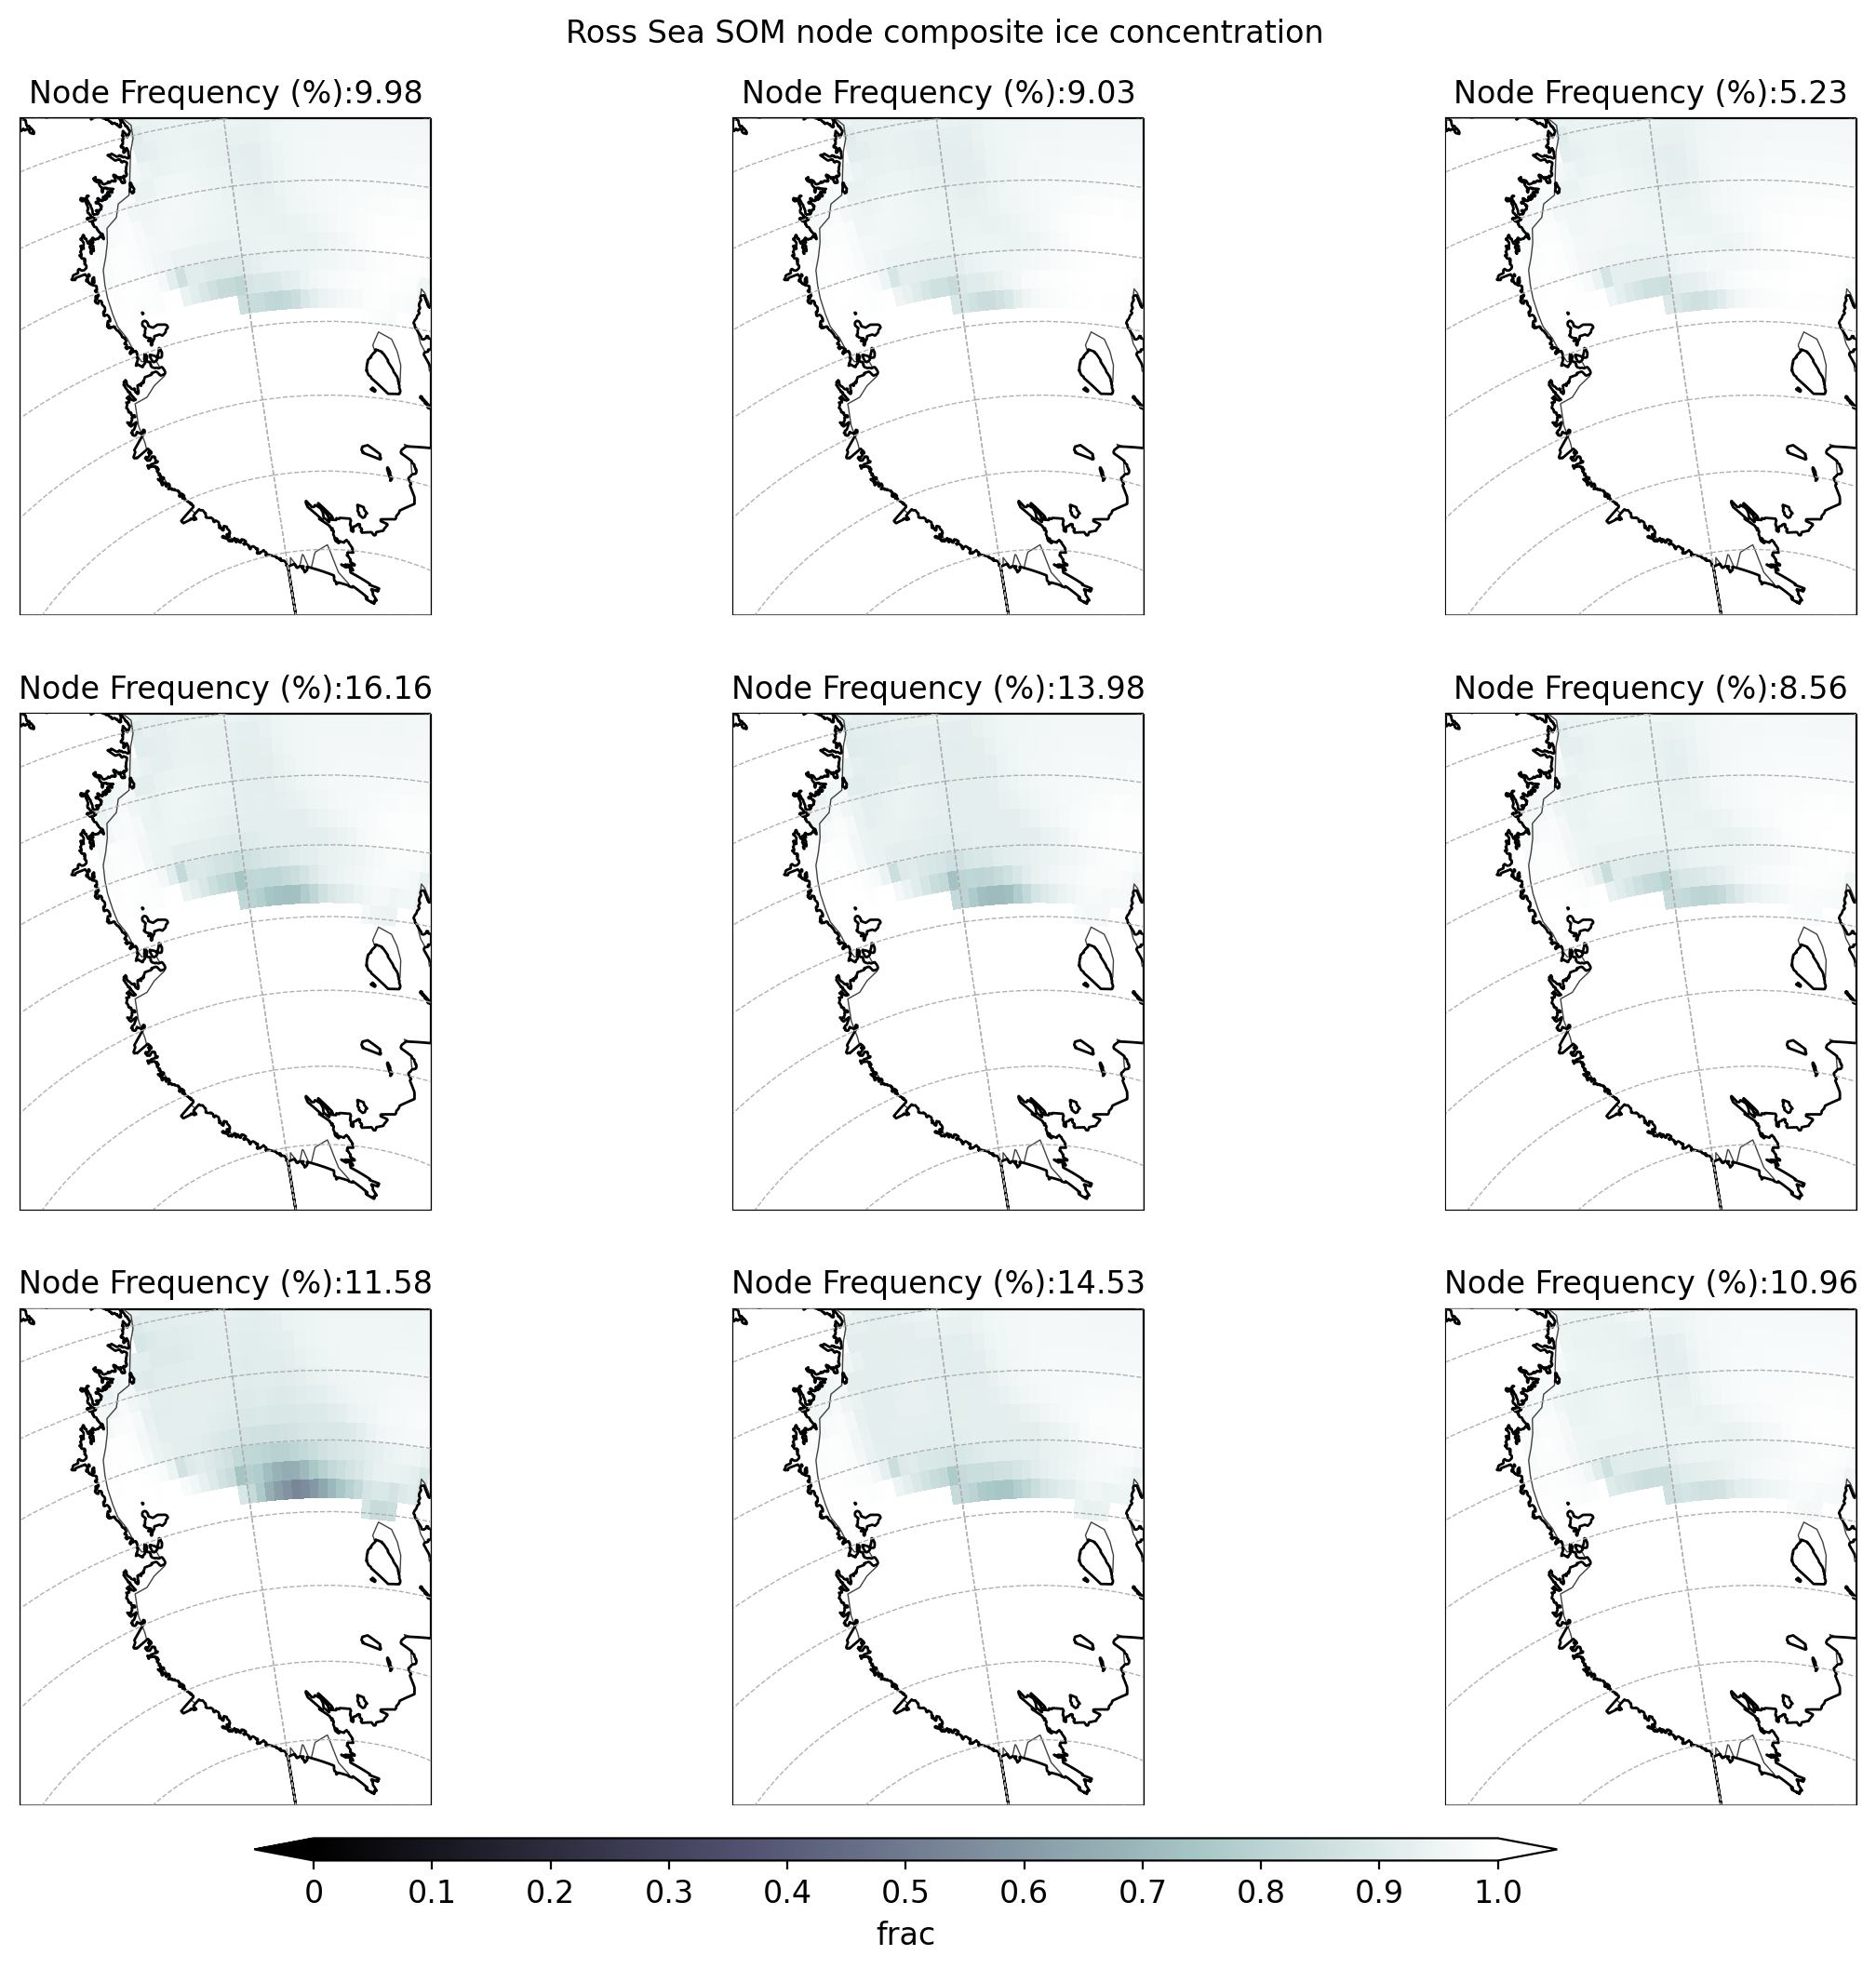 Ross Sea SOM node composite ice concentration
Node Frequency (%):9.98
Node Frequency (%):9.03
Node Frequency (%):5.23
Node Frequency (%):16.16
Node Frequency (%):13.98
Node Frequency (%):8.56
Node Frequency (%):11.58
Node Frequency (%):14.53
Node Frequency (%):10.96
0 0.1 0.2 0.3 0.4 0.5 0.6 0.7 0.8 0.9 1.0
frac